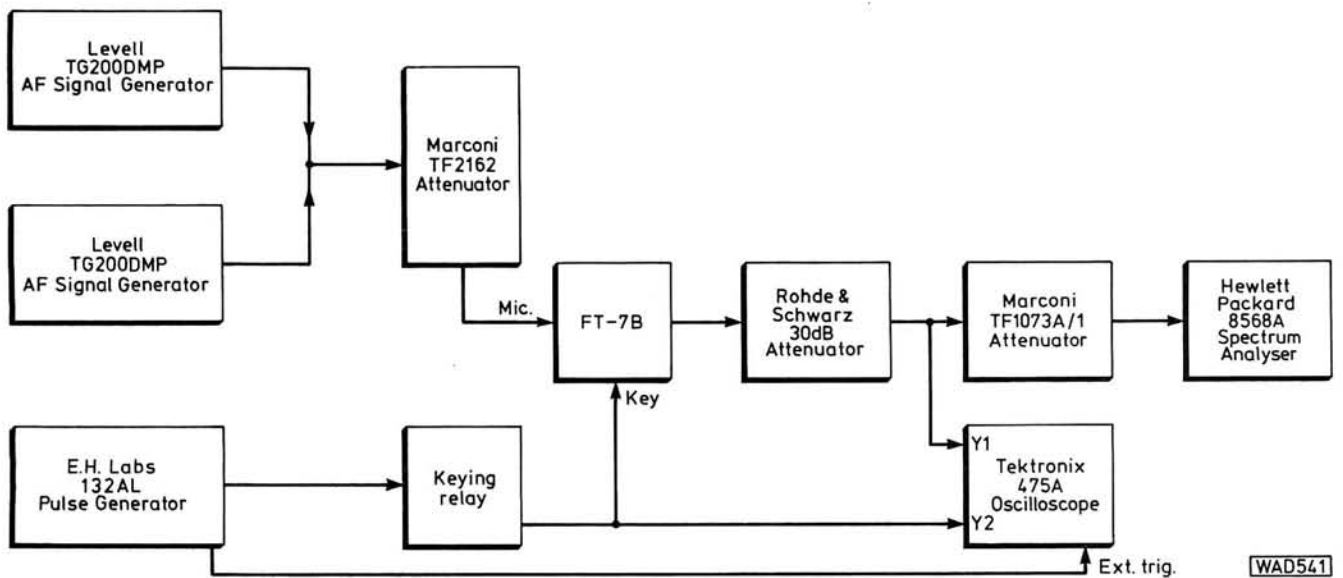 Levell
TG200DMP
AF Signal Generator
Levell
TG200DMP
AF Signal Generator
Marconi
TF2162
Attenuator
Mic.
FT-7B
Key
Rohde &
Schwarz
30dB
Attenuator
Marconi
TF1073A/1
Attenuator
Hewlett
Packard
8568A
Spectrum
Analyser
E.H. Labs
132AL
Pulse Generator
Keying
relay
Y1
Tektronix
475A
Oscilloscope
Y2
Ext. trig.
WAD541